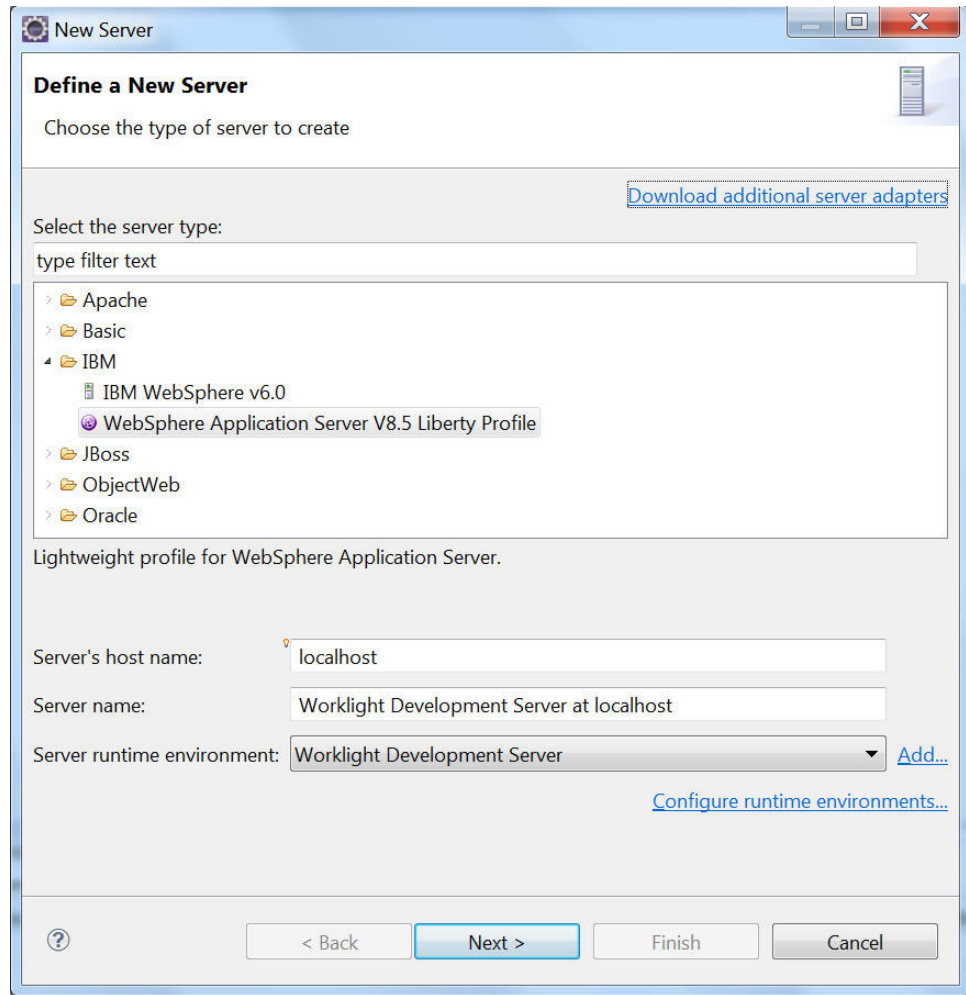 New Server
Define a New Server
Choose the type of server to create
Download additional server adapters
Select the server type:
type filter text
Apache
Basic
IBM
IBM WebSphere v6.0
WebSphere Application Server V8.5 Liberty Profile
JBoss
ObjectWeb
Oracle
Lightweight profile for WebSphere Application Server.
Server's host name: localhost
Server name: Worklight Development Server at localhost
Server runtime environment: Worklight Development Server Add...
Configure runtime environments...
? < Back Next > Finish Cancel